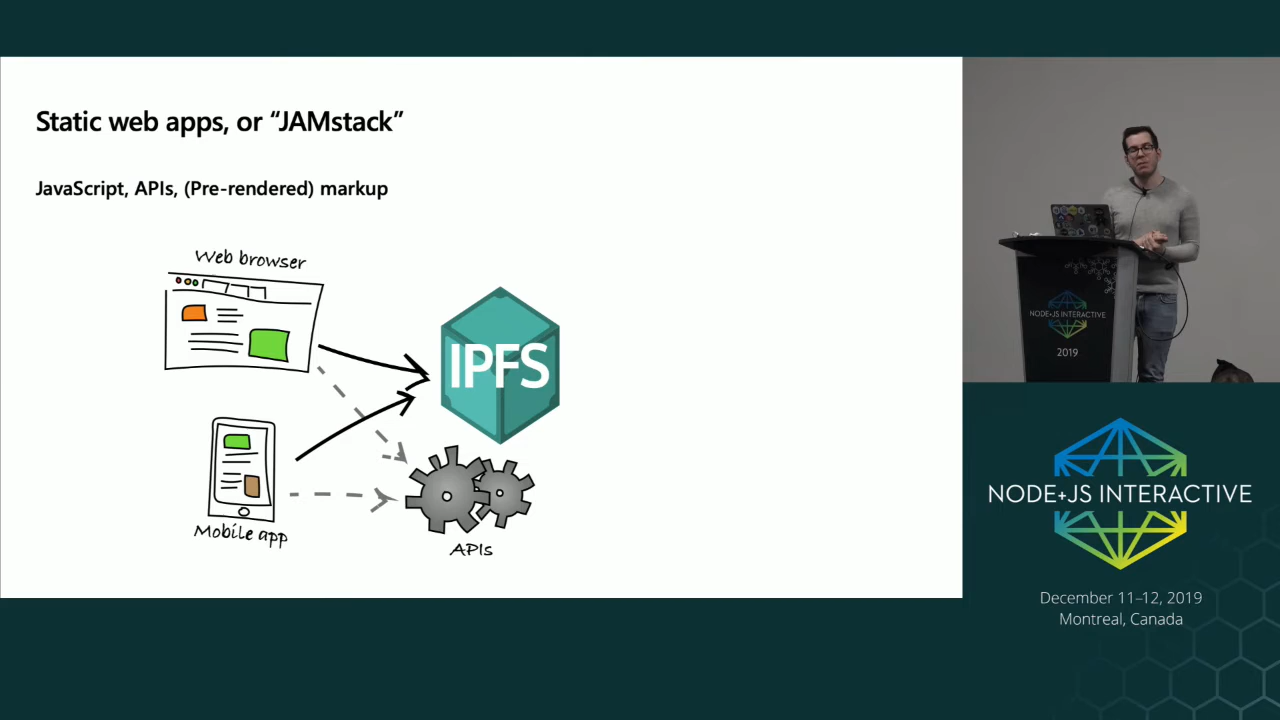 Static web apps, or “JAMstack”
JavaScript, APIs, (Pre-rendered) markup
Web browser
IPFS
Mobile app
APIs
NODE+JS INTERACTIVE
2019
NODE+JS INTERACTIVE
December 11–12, 2019
Montreal, Canada